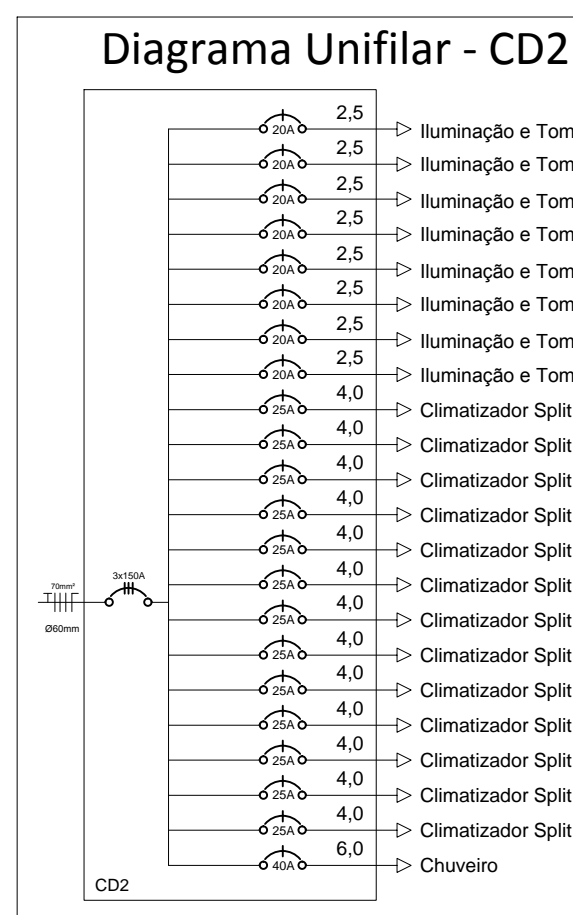 Diagrama Unifilar - CD2
2,5
20A Iluminação e Tom
2,5
20A Iluminação e Tom
2,5
20A Iluminação e Tom
2,5
20A Iluminação e Tom
2,5
20A Iluminação e Tom
2,5
20A Iluminação e Tom
2,5
20A Iluminação e Tom
2,5
20A Iluminação e Tom
4,0
25A Climatizador Split
4,0
25A Climatizador Split
4,0
25A Climatizador Split
4,0
25A Climatizador Split
4,0
25A Climatizador Split
4,0
25A Climatizador Split
70mm² 3x150A
4,0
25A Climatizador Split
Ø60mm
4,0
25A Climatizador Split
4,0
25A Climatizador Split
4,0
25A Climatizador Split
4,0
25A Climatizador Split
4,0
25A Climatizador Split
4,0
25A Climatizador Split
6,0
40A Chuveiro
CD2